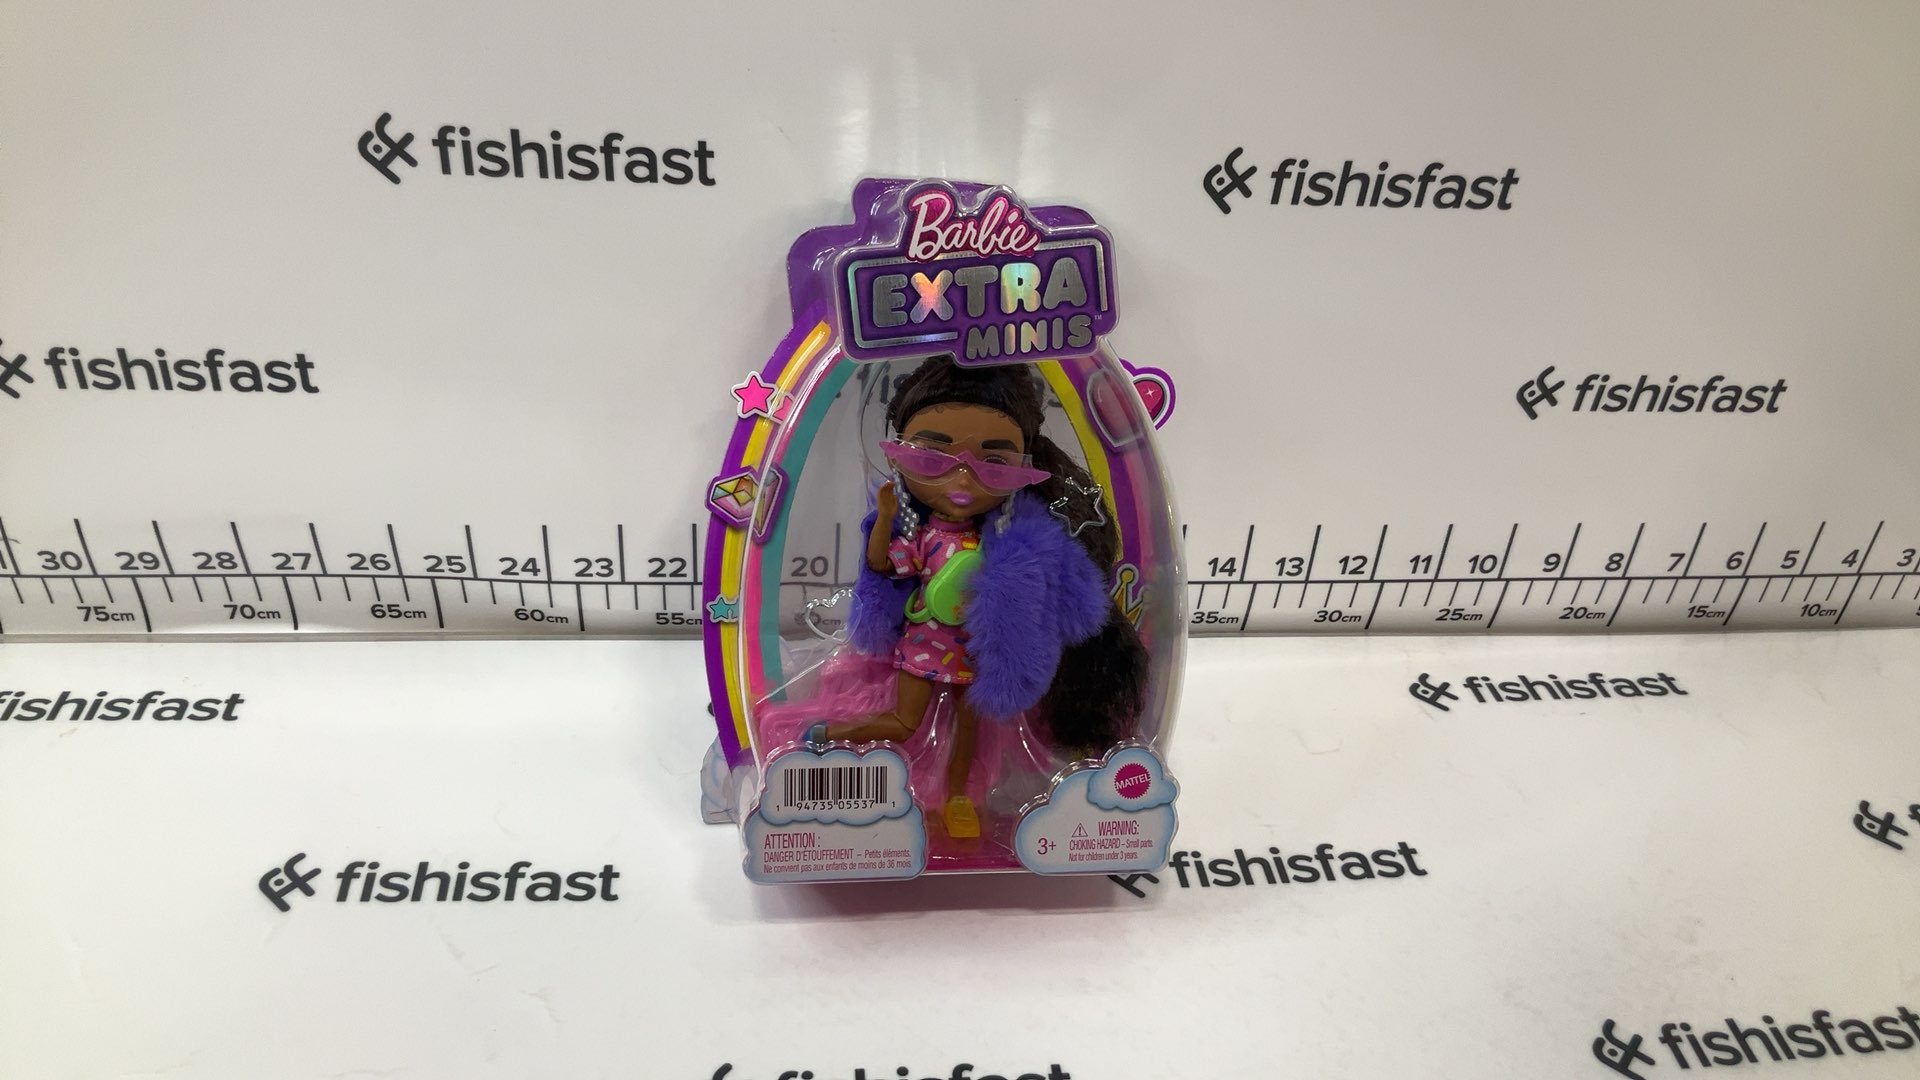 fishisfast
fishisfast
Barbie
EXTRA
MINIS™
fishisfast
fishisfast
30 29 28 27 26 25 24 23 22 20 14 13 12 11 10 9 8 7 6 5 4 3
75cm 70cm 65cm 60cm 55cm 35cm 30cm 25cm 20cm 15cm 10cm
fishisfast
fishisfast
1 94735 05537 1
MATTEL
ATTENTION :
DANGER D'ÉTOUFFEMENT – Petits éléments.
Ne convient pas aux enfants de moins de 36 mois.
3+
WARNING:
CHOKING HAZARD – Small parts.
Not for children under 3 years.
fishisfast
fishisfast
fishisfast
fishisfast